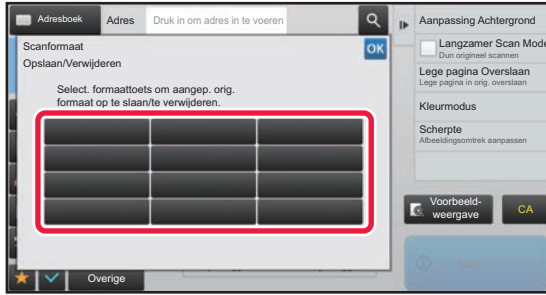 Adresboek
Adres
Druk in om adres in te voeren
Scanformaat
Opslaan/Verwijderen
OK
Select. formaattoets om aangep. orig.
formaat op te slaan/te verwijderen.
Overige
Aanpassing Achtergrond
Langzamer Scan Mode
Dun origineel scannen
Lege pagina Overslaan
Lege pagina in orig. overslaan
Kleurmodus
Scherpte
Afbeeldingsomtrek aanpassen
Voorbeeld-
weergave
CA